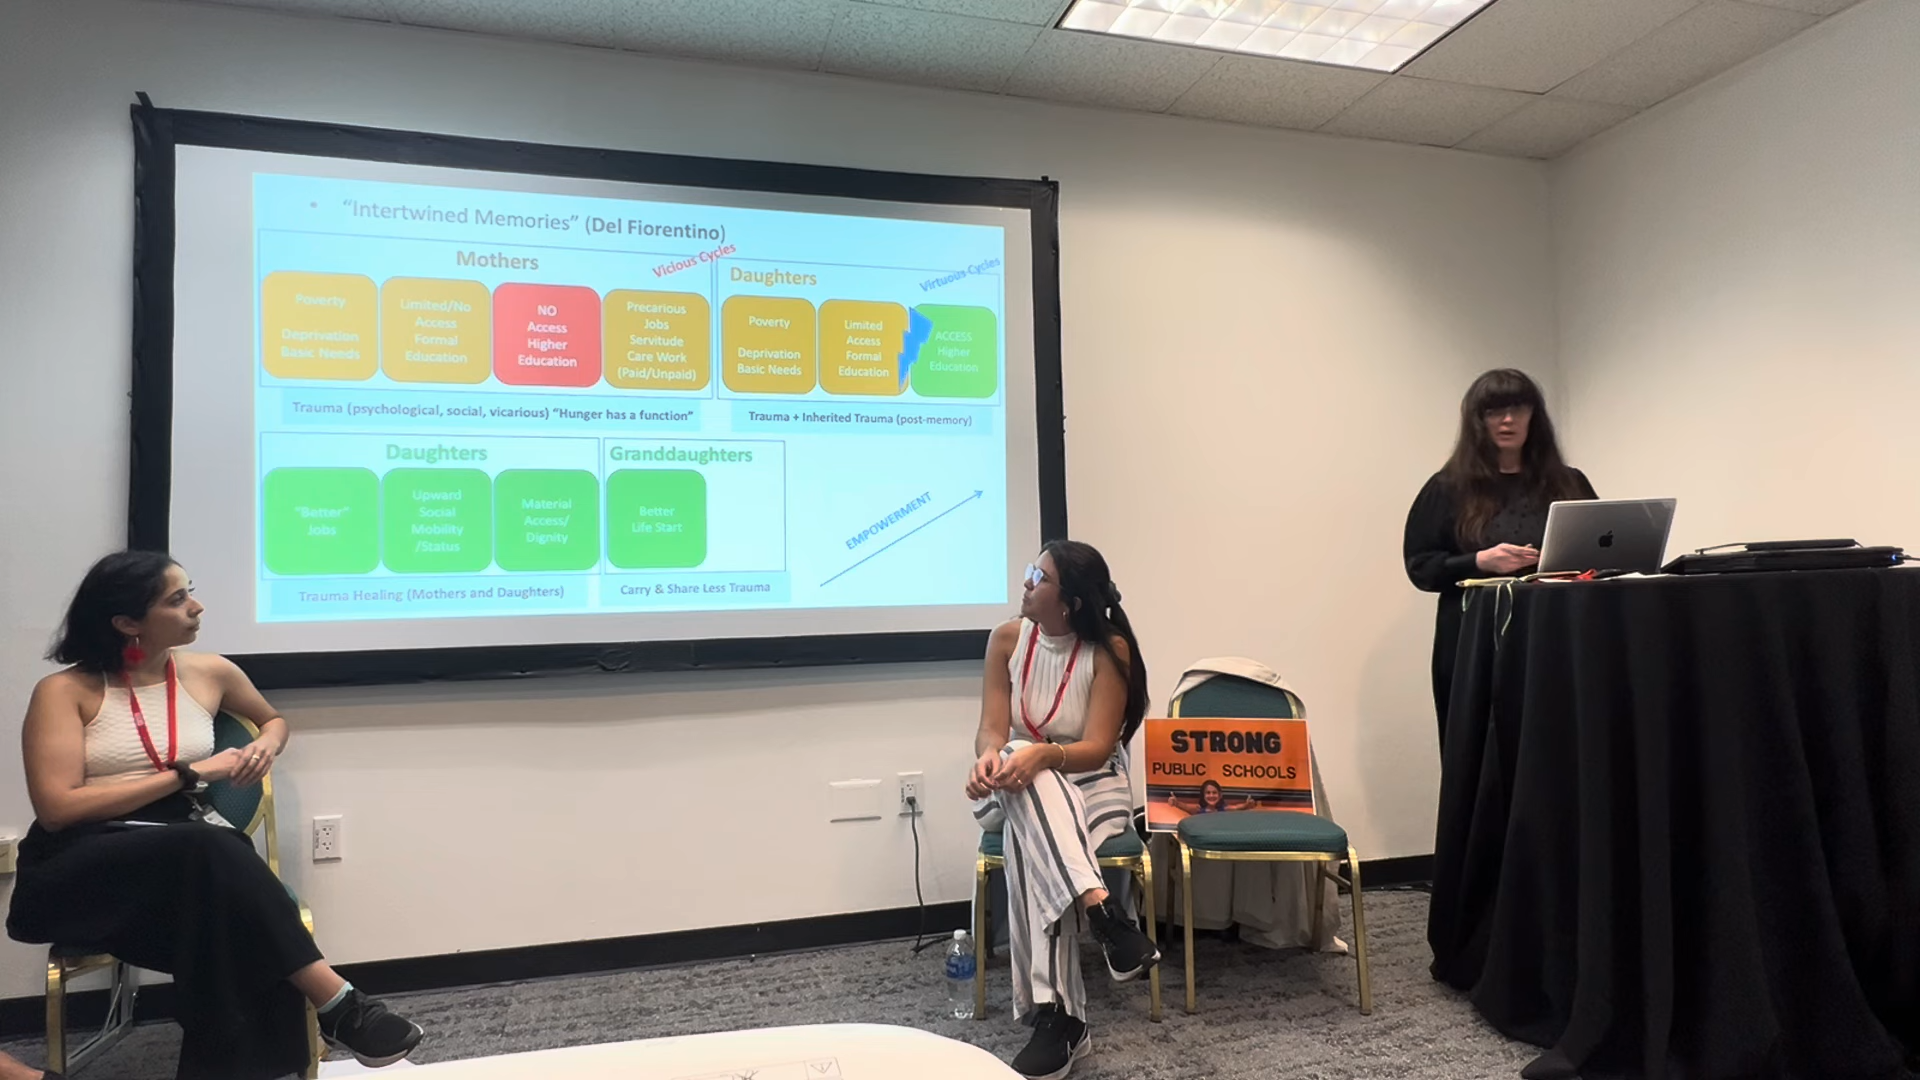 • “Intertwined Memories” (Del Fiorentino)
Mothers
Vicious Cycles
Poverty
Deprivation
Basic Needs
Limited/No
Access
Formal
Education
NO
Access
Higher
Education
Precarious
Jobs
Servitude
Care Work
(Paid/Unpaid)
Trauma (psychological, social, vicarious) “Hunger has a function”
Daughters
Virtuous Cycles
Poverty
Deprivation
Basic Needs
Limited
Access
Formal
Education
ACCESS
Higher
Education
Trauma + Inherited Trauma (post-memory)
Daughters
“Better”
Jobs
Upward
Social
Mobility
/Status
Material
Access/
Dignity
Trauma Healing (Mothers and Daughters)
Granddaughters
Better
Life Start
Carry & Share Less Trauma
EMPOWERMENT
STRONG
PUBLIC SCHOOLS